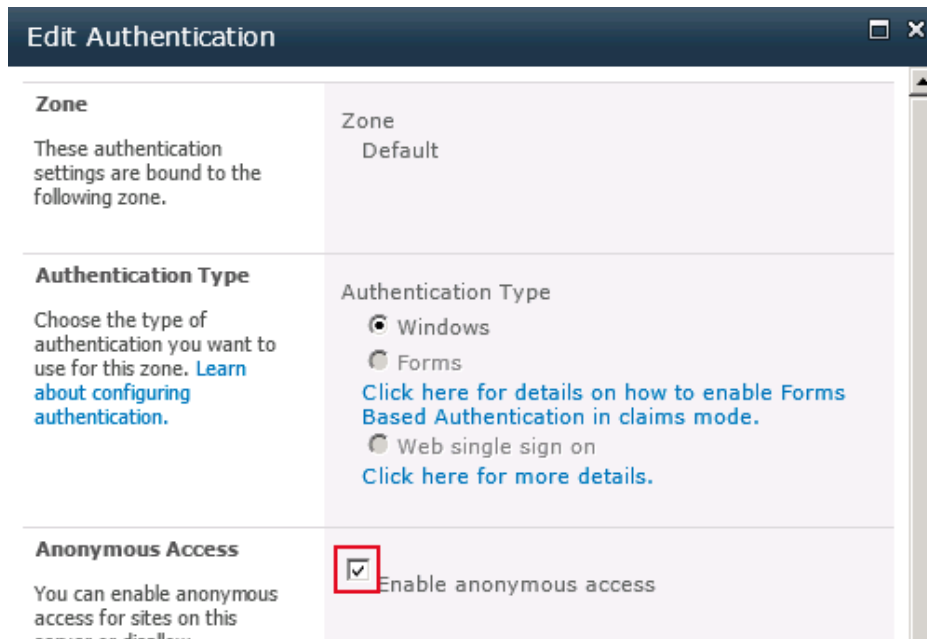 Edit Authentication
Zone
These authentication
settings are bound to the
following zone.
Zone
Default
Authentication Type
Choose the type of
authentication you want to
use for this zone. Learn
about configuring
authentication.
Authentication Type
Windows
Forms
Click here for details on how to enable Forms
Based Authentication in claims mode.
Web single sign on
Click here for more details.
Anonymous Access
You can enable anonymous
access for sites on this
Enable anonymous access